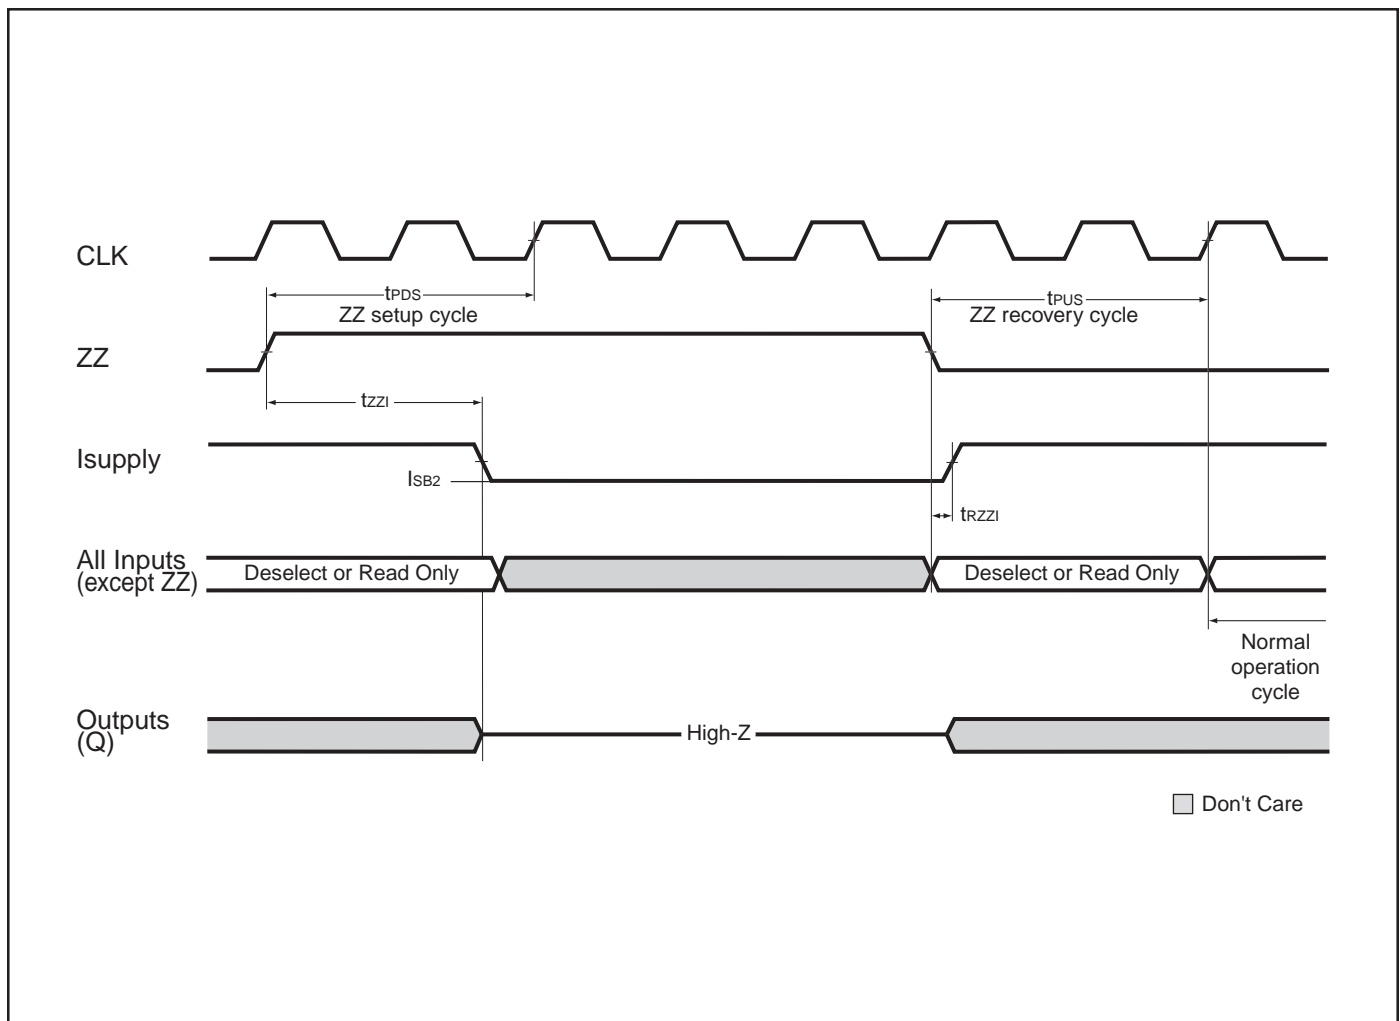 CLK
tPDS
ZZ setup cycle
tPUS
ZZ recovery cycle
ZZ
tZZI
Isupply
ISB2
tRZZI
All Inputs
(except ZZ)
Deselect or Read Only
Deselect or Read Only
Normal
operation
cycle
Outputs
(Q)
High-Z
Don't Care